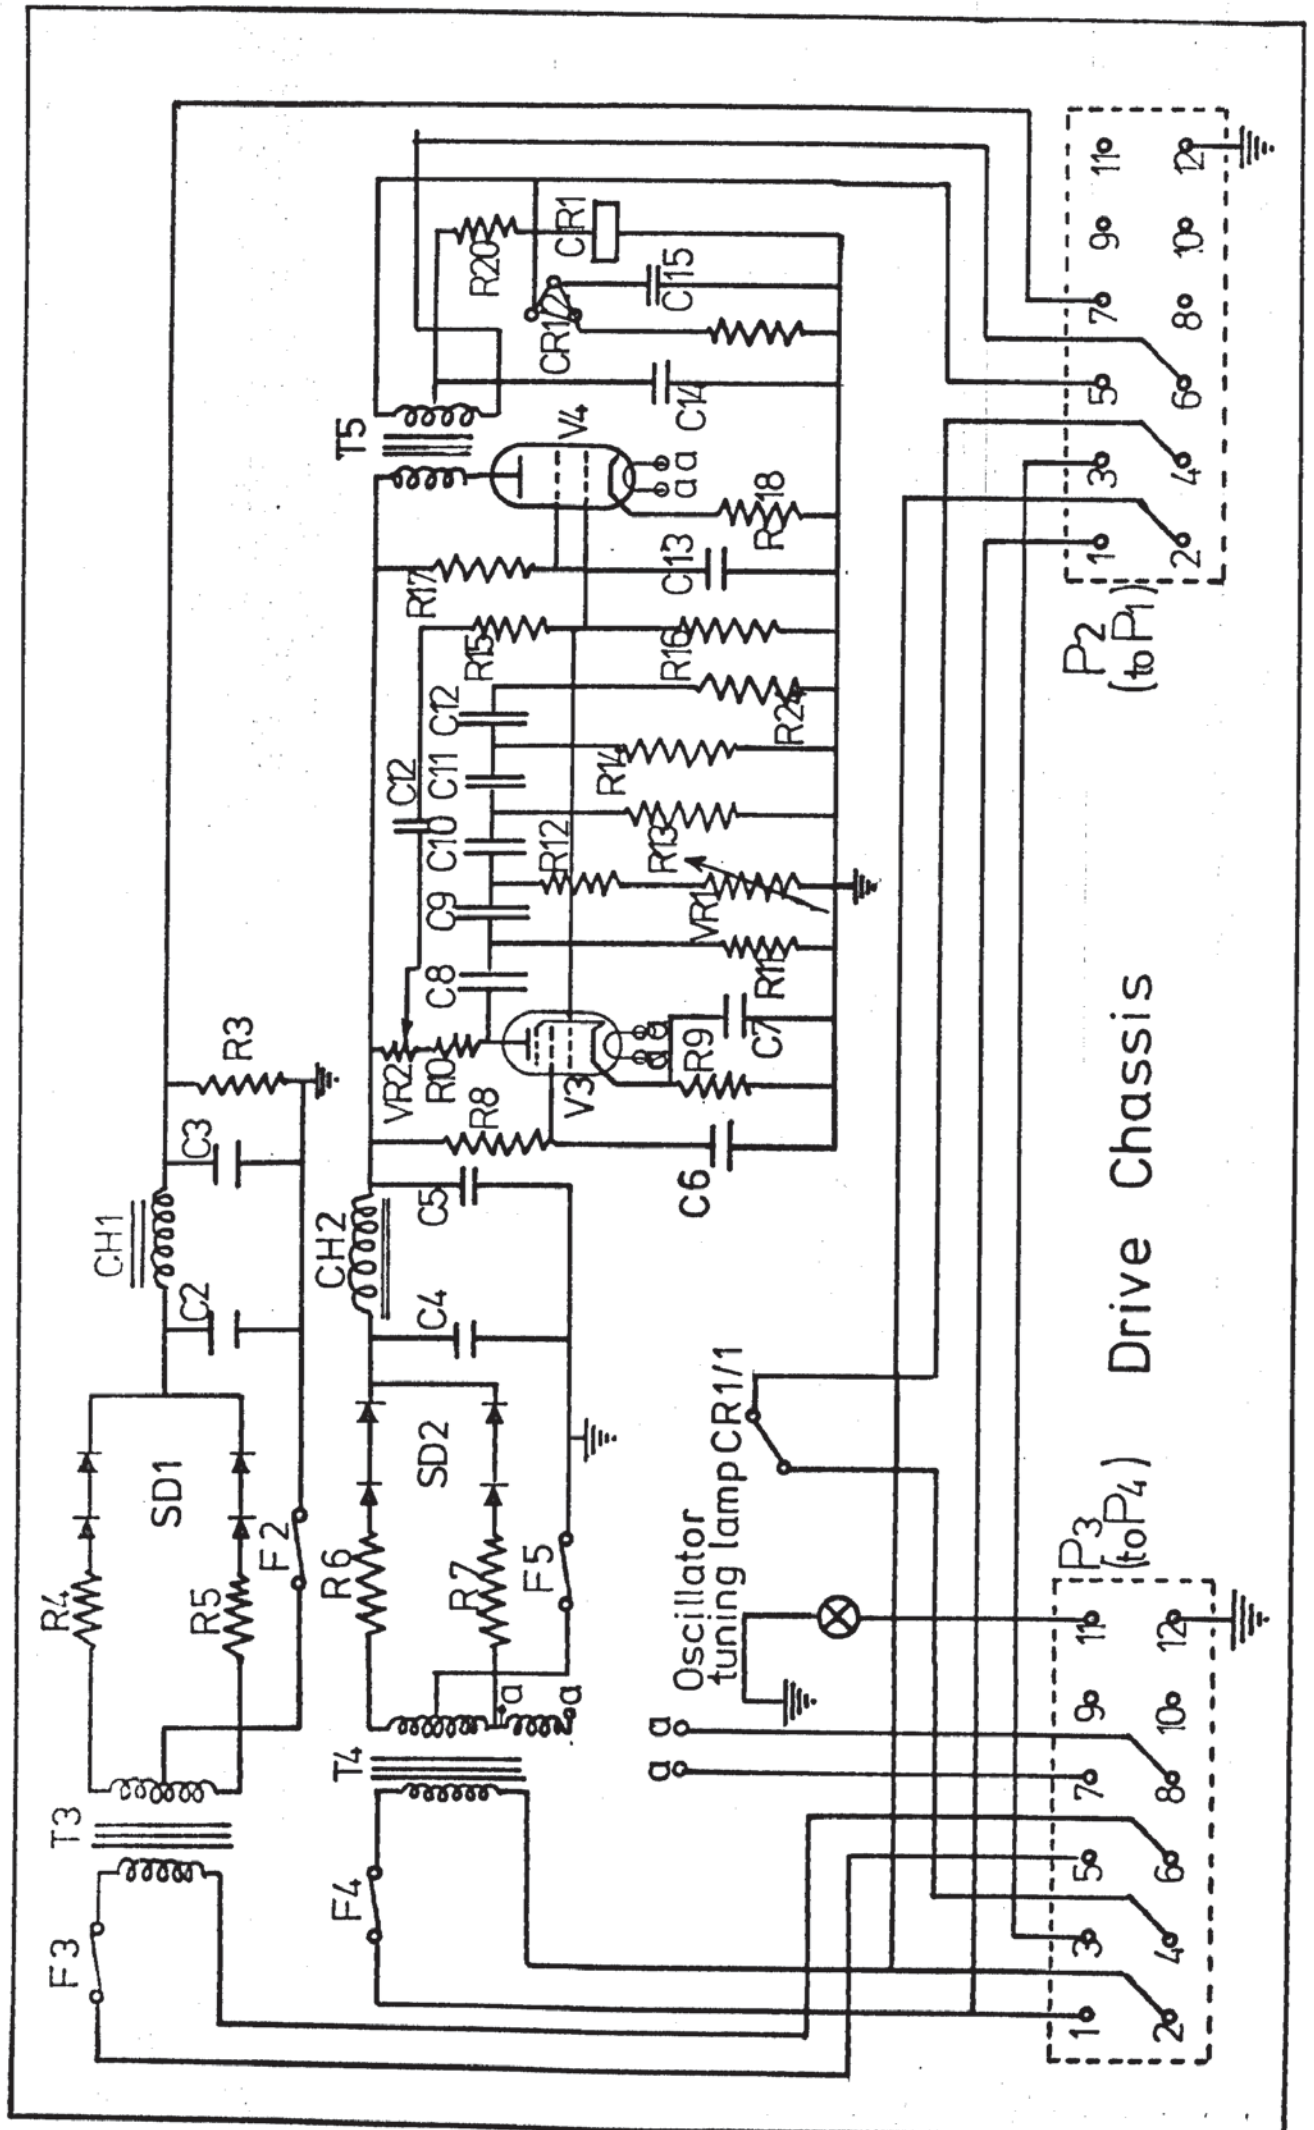 F3
T3
R4
R5
SD1
F2
CH1
C2
C3
R3
F4
T4
a
a
R6
R7
SD2
F5
C4
CH2
C5
R8
C6
VR2
R10
V3
a a
R9
C7
C8
R11
C9
VR1
R12
C10
R13
C12
C11
R14
C12
R24
R15
R16
R17
C13
T5
V4
a a
R18
C14
CR1/2
R20
C15
CR1
a a
Oscillator
tuning lamp
CR1/1
1 3 5 7 9 11
2 4 6 8 10 12
P3
(to P4)
Drive Chassis
P2
(to P1)
1 3 5 7 9 11
2 4 6 8 10 12